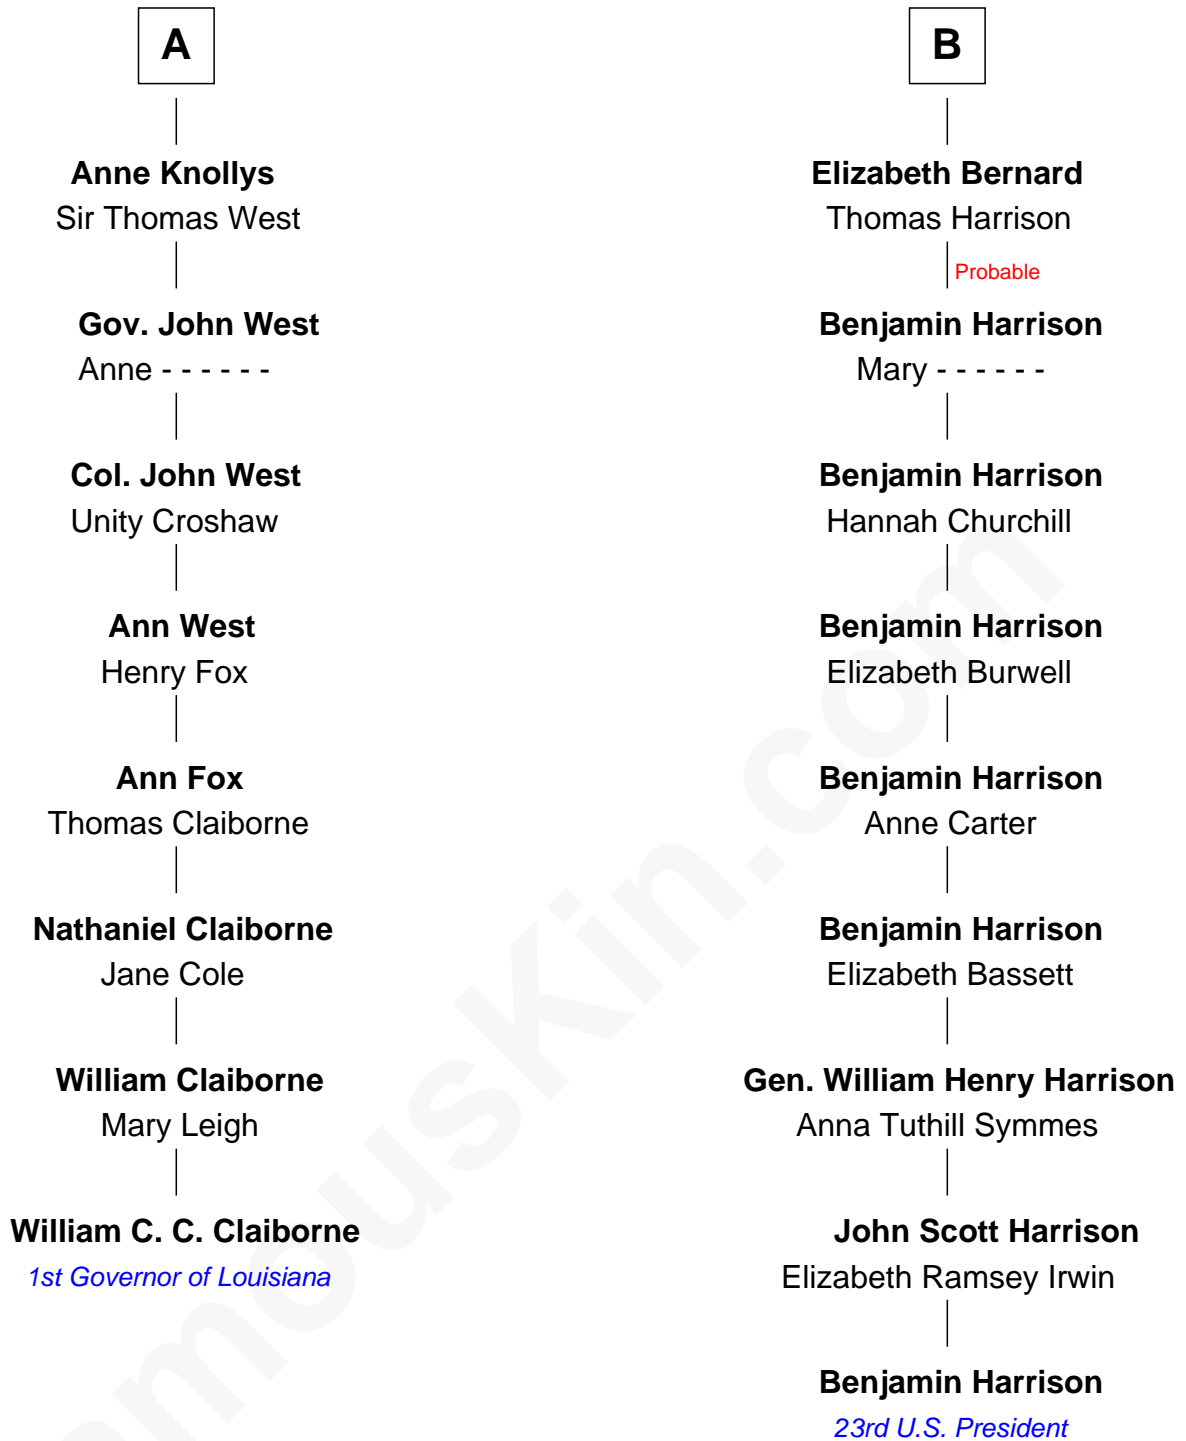 A
Anne Knollys
Sir Thomas West
Gov. John West
Anne - - - - - -
Col. John West
Unity Croshaw
Ann West
Henry Fox
Ann Fox
Thomas Claiborne
Nathaniel Claiborne
Jane Cole
William Claiborne
Mary Leigh
William C. C. Claiborne
1st Governor of Louisiana
B
Elizabeth Bernard
Thomas Harrison
Probable
Benjamin Harrison
Mary - - - - - -
Benjamin Harrison
Hannah Churchill
Benjamin Harrison
Elizabeth Burwell
Benjamin Harrison
Anne Carter
Benjamin Harrison
Elizabeth Bassett
Gen. William Henry Harrison
Anna Tuthill Symmes
John Scott Harrison
Elizabeth Ramsey Irwin
Benjamin Harrison
23rd U.S. President
amousKin.com